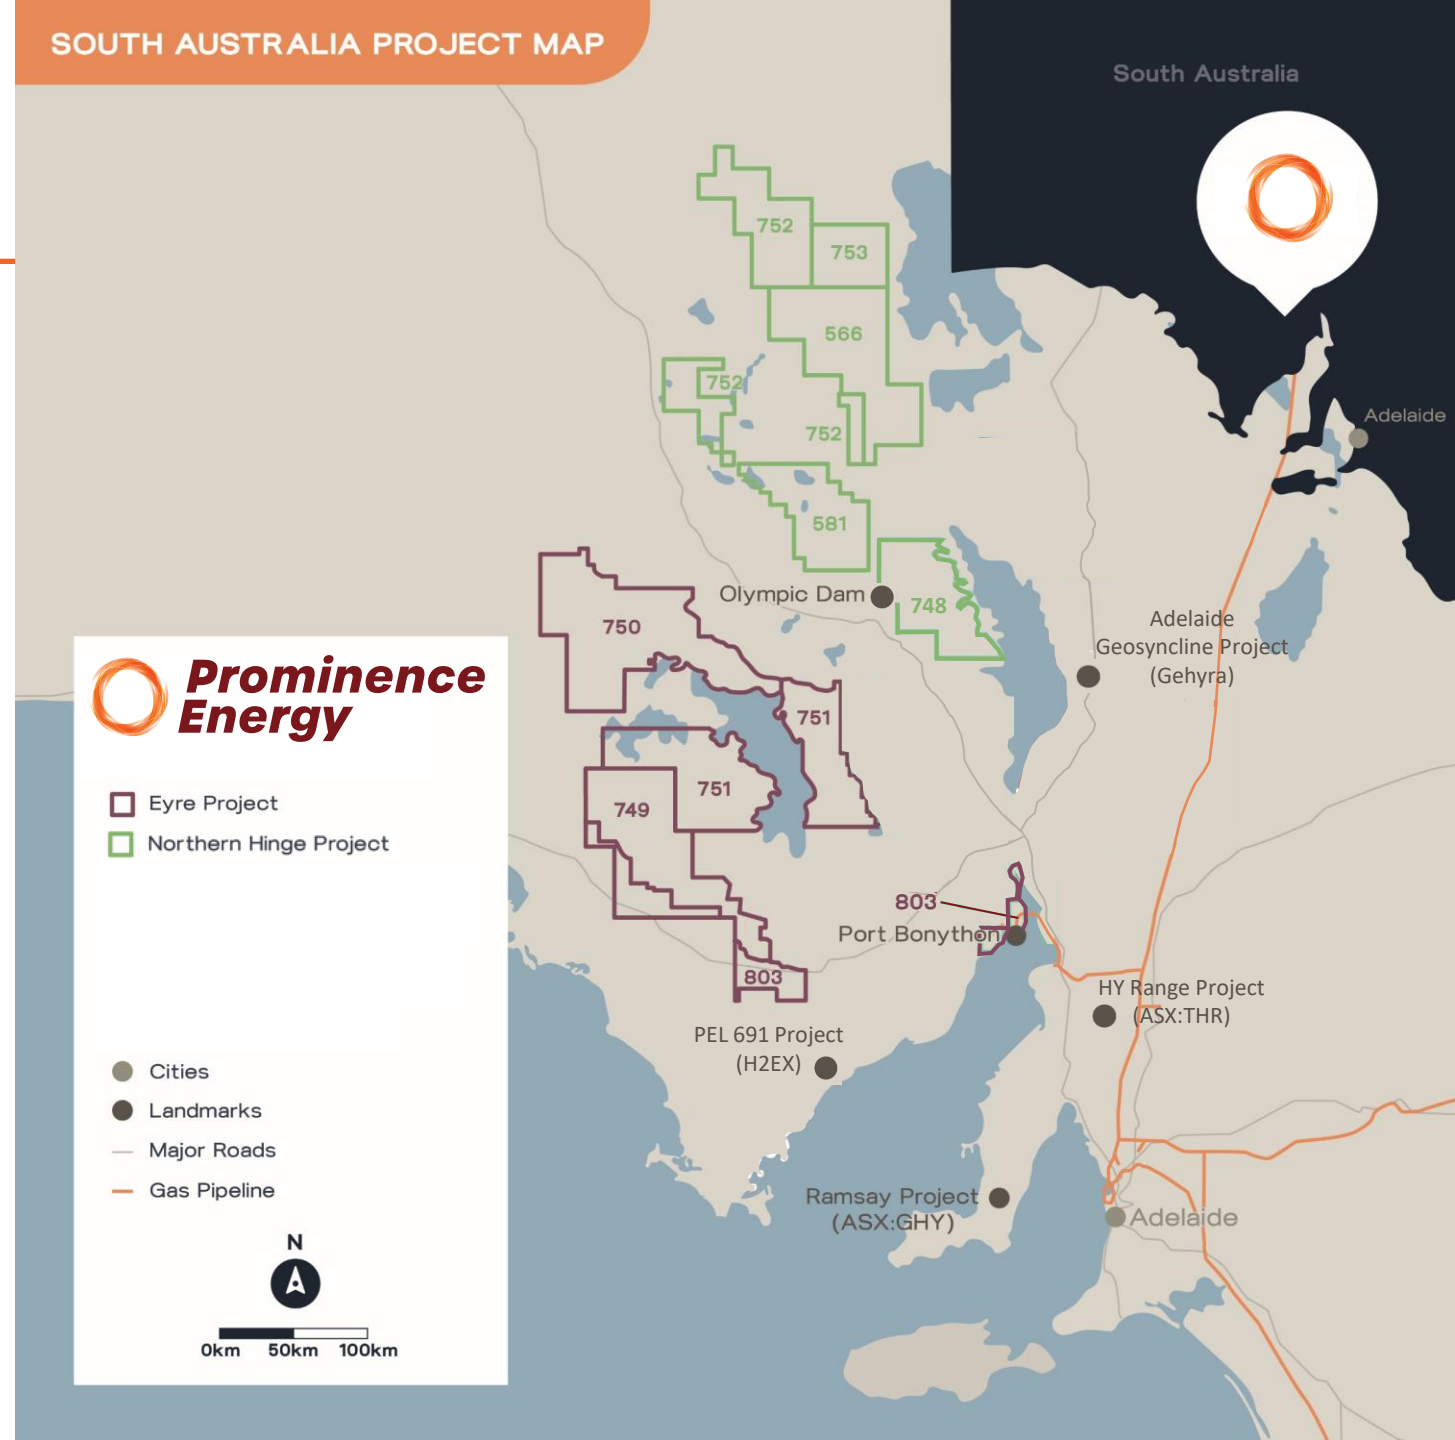 SOUTH AUSTRALIA PROJECT MAP
South Australia
Adelaide
752
753
566
752
752
581
748
Olympic Dam
Adelaide
Geosyncline Project
(Gehyra)
750
751
751
749
803
Port Bonython
803
HY Range Project
(ASX:THR)
PEL 691 Project
(H2EX)
Ramsay Project
(ASX:GHY)
Adelaide
Prominence
Energy
Eyre Project
Northern Hinge Project
Cities
Landmarks
Major Roads
Gas Pipeline
N
0km 50km 100km